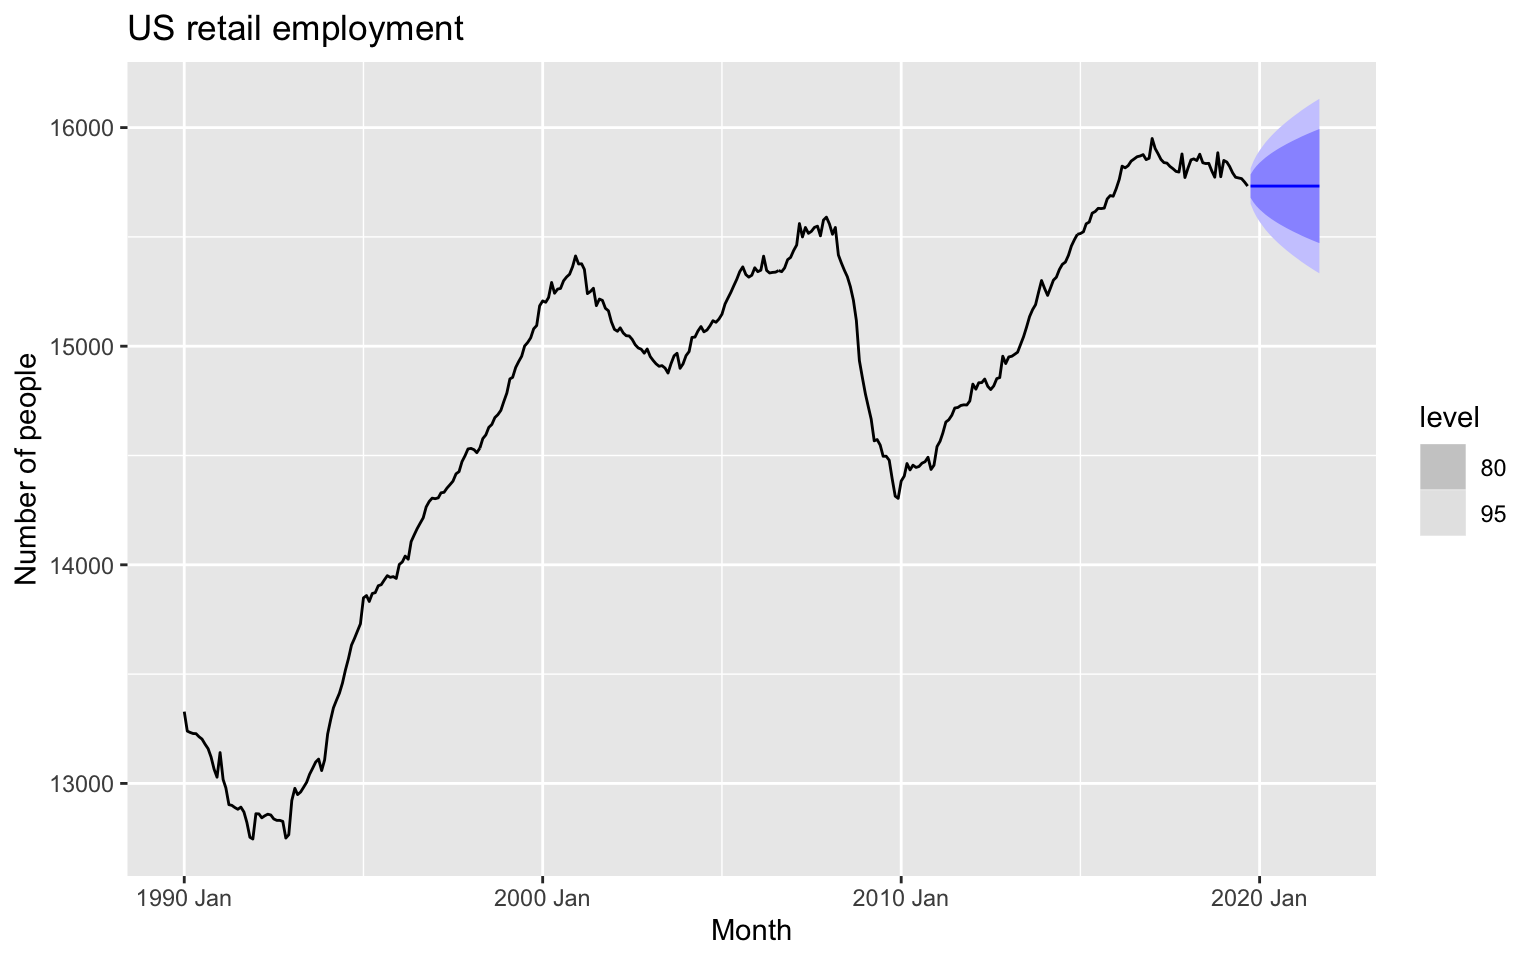 US retail employment
16000
15000
14000
13000
Number of people
1990 Jan
2000 Jan
2010 Jan
2020 Jan
Month
level
80
95